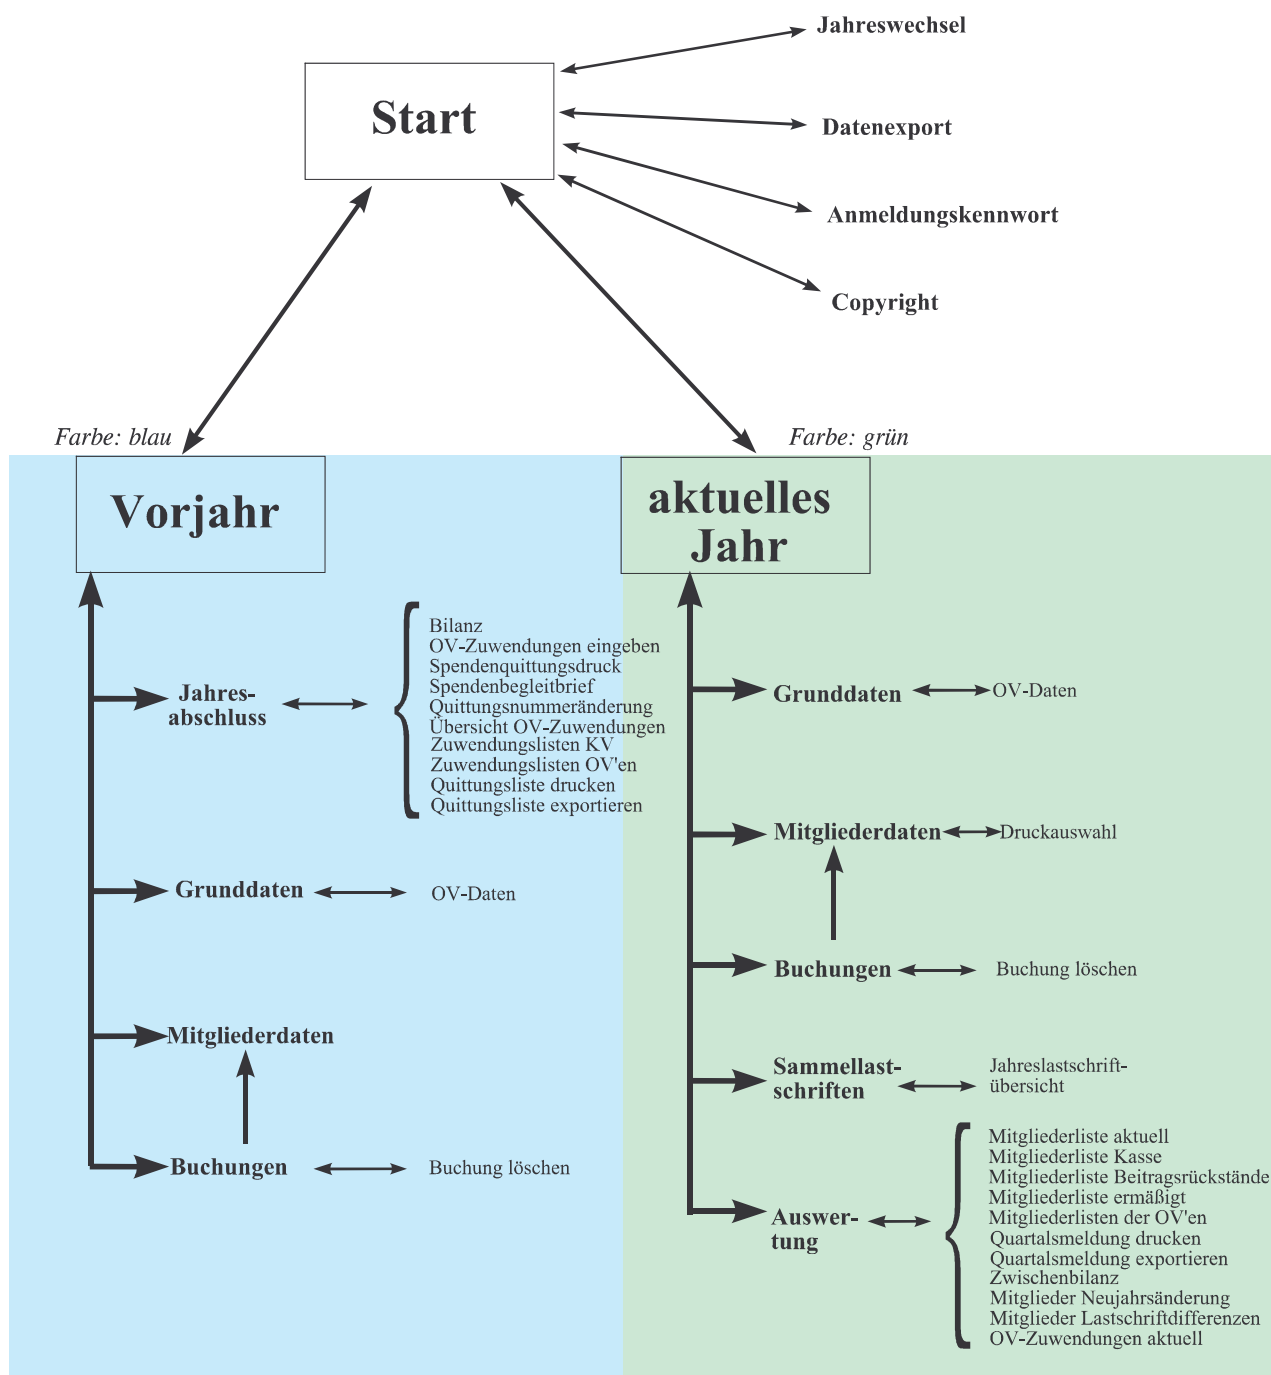 Jahreswechsel
Start
Datenexport
Anmeldungskennwort
Copyright
Farbe: blau
Farbe: grün
Vorjahr
Jahres-
abschluss
Bilanz
OV-Zuwendungen eingeben
Spendenquittungsdruck
Spendenbegleitbrief
Quittungsnummeränderung
Übersicht OV-Zuwendungen
Zuwendungslisten KV
Zuwendungslisten OV'en
Quittungsliste drucken
Quittungsliste exportieren
Grunddaten
OV-Daten
Mitgliederdaten
Buchungen
Buchung löschen
aktuelles
Jahr
Grunddaten
OV-Daten
Mitgliederdaten
Druckauswahl
Buchungen
Buchung löschen
Sammellast-
schriften
Jahreslastschrift-
übersicht
Auswer-
tung
Mitgliederliste aktuell
Mitgliederliste Kasse
Mitgliederliste Beitragsrückstände
Mitgliederliste ermäßigt
Mitgliederlisten der OV'en
Quartalsmeldung drucken
Quartalsmeldung exportieren
Zwischenbilanz
Mitglieder Neujahrsänderung
Mitglieder Lastschriftdifferenzen
OV-Zuwendungen aktuell